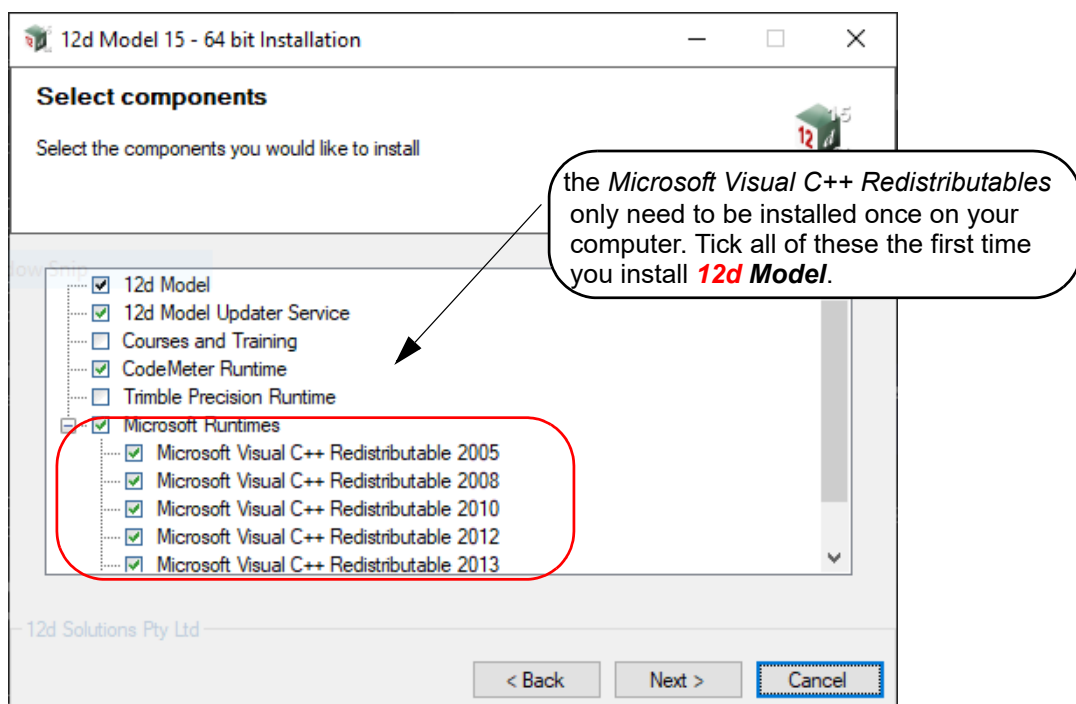 12d Model 15 - 64 bit Installation
Select components
Select the components you would like to install
15
12 d
the Microsoft Visual C++ Redistributables
only need to be installed once on your
computer. Tick all of these the first time
you install 12d Model.
12d Model
12d Model Updater Service
Courses and Training
CodeMeter Runtime
Trimble Precision Runtime
Microsoft Runtimes
Microsoft Visual C++ Redistributable 2005
Microsoft Visual C++ Redistributable 2008
Microsoft Visual C++ Redistributable 2010
Microsoft Visual C++ Redistributable 2012
Microsoft Visual C++ Redistributable 2013
12d Solutions Pty Ltd
< Back Next > Cancel